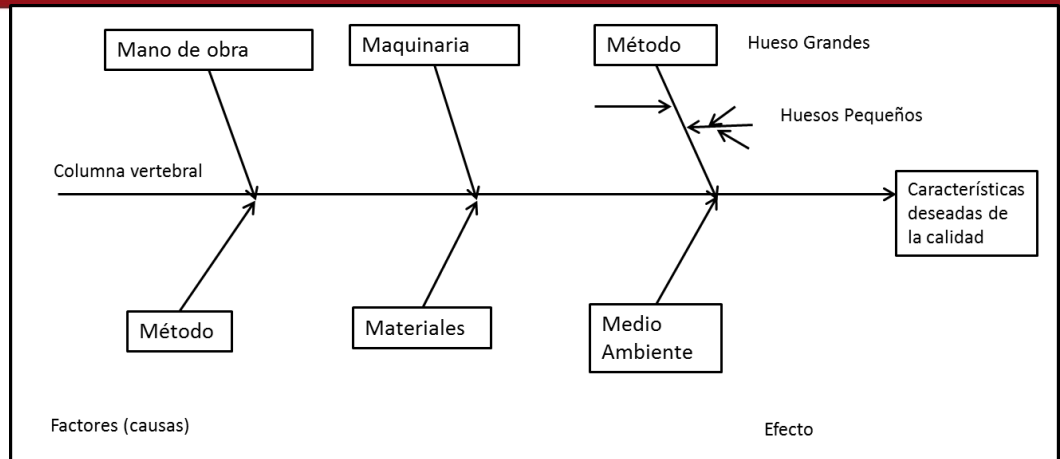 Mano de obra
Maquinaria
Método
Hueso Grandes
Huesos Pequeños
Columna vertebral
Características
deseadas de
la calidad
Método
Materiales
Medio
Ambiente
Factores (causas)
Efecto